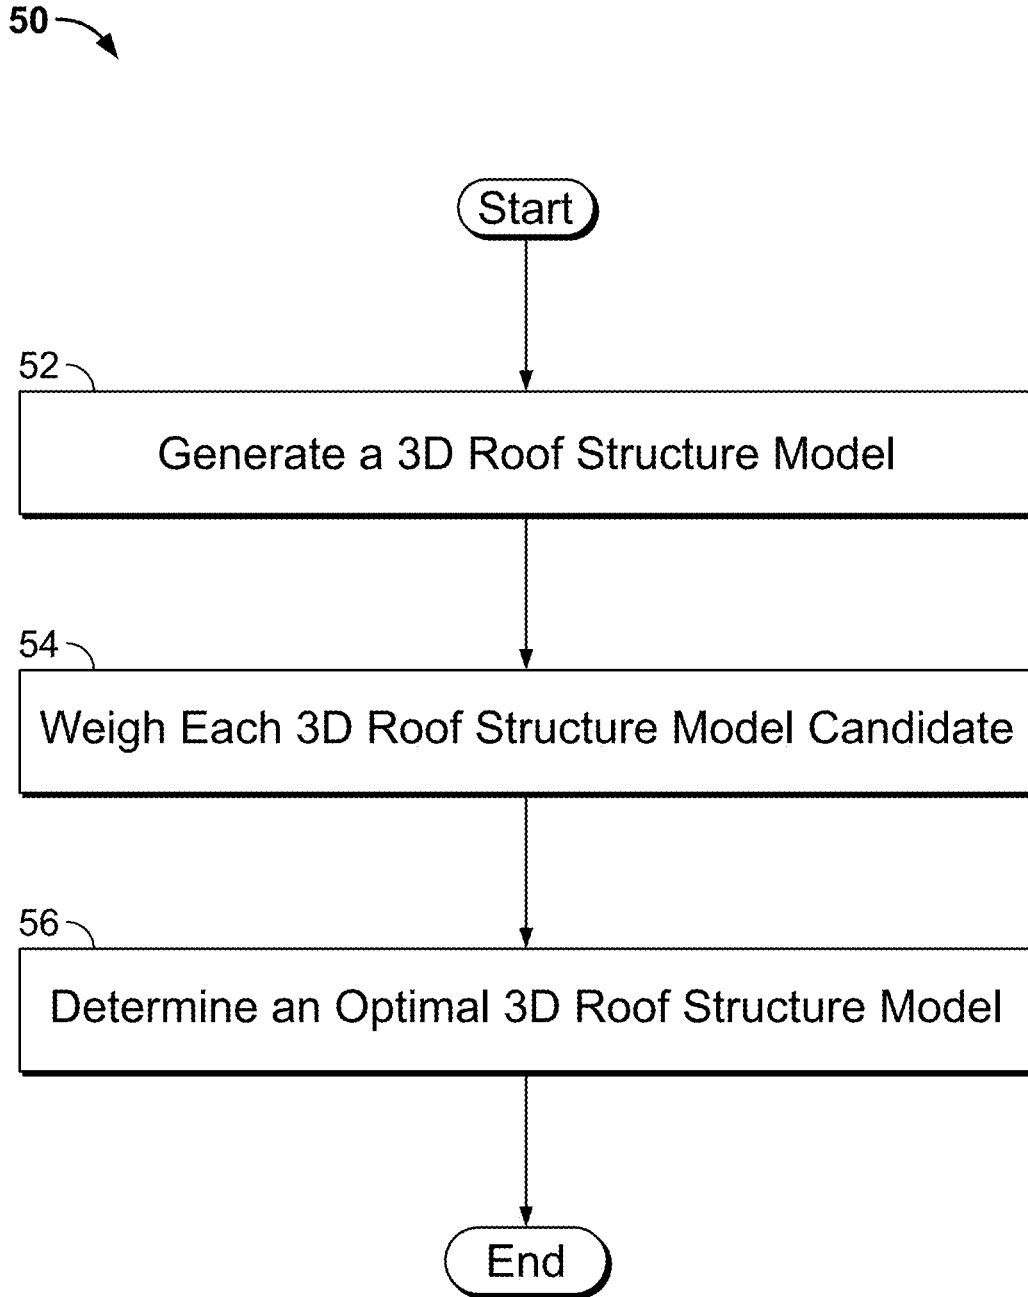 50
Start
52
Generate a 3D Roof Structure Model
54
Weigh Each 3D Roof Structure Model Candidate
56
Determine an Optimal 3D Roof Structure Model
End